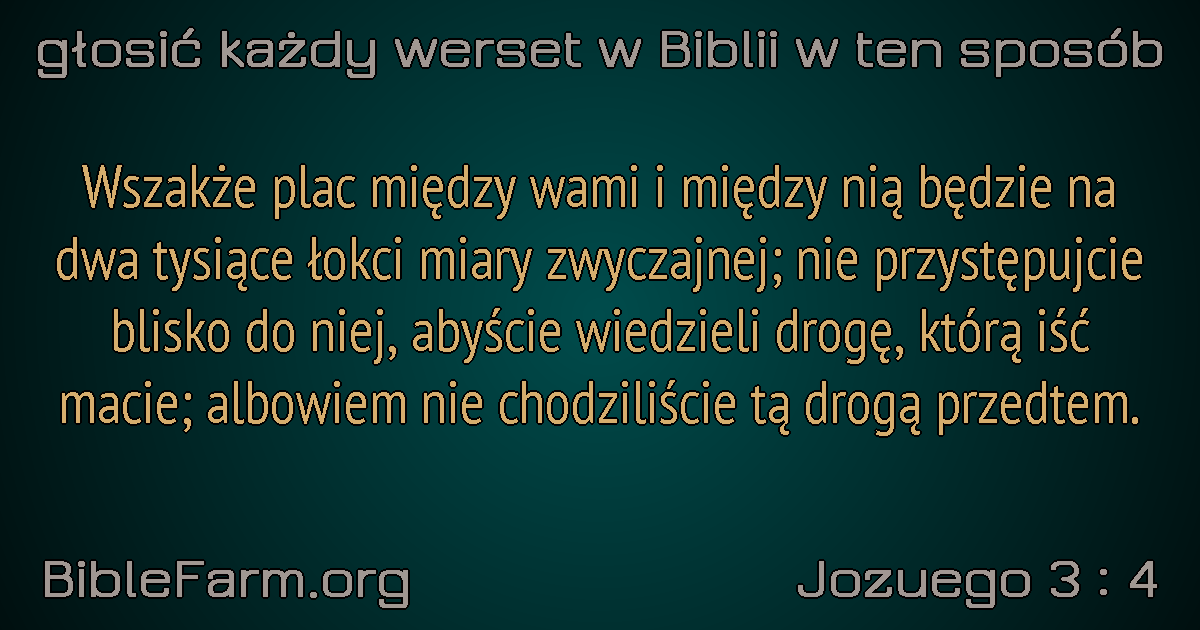 głosić każdy werset w Biblii w ten sposób
Wszakże plac między wami i między nią będzie na
dwa tysiące łokci miary zwyczajnej; nie przystępujcie
blisko do niej, abyście wiedzieli drogę, którą iść
macie; albowiem nie chodziliście tą drogą przedtem.
BibleFarm.org
Jozuego 3 : 4